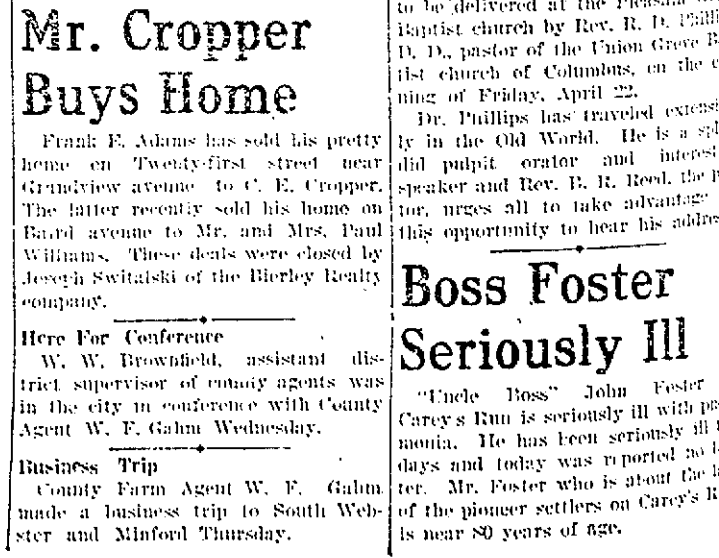 Mr. Cropper
Buys Home
Frank E. Adams has sold his pretty
home on Twenty-first street near
Grandview avenue to C. E. Cropper.
The latter recently sold his home on
Baird avenue to Mr. and Mrs. Paul
Williams. These deals were closed by
Joseph Switalski of the Bierley Realty
company.
Here For Conference
W. W. Brownfield, assistant dis-
trict supervisor of county agents was
in the city in conference with County
Agent W. F. Gahm Wednesday.
Business Trip
County Farm Agent W. F. Gahm
made a business trip to South Web-
ster and Minford Thursday.
to be delivered at the
Baptist church by Rev. R. D.
D. D., pastor of the Union Grove
tist church of Columbus, on the
ning of Friday, April 22.
Dr. Phillips has traveled
ly in the Old World. He is a
did pulpit orator and
speaker and Rev. B. R. Reed, the
tor, urges all to take advantage
this opportunity to hear his
Boss Foster
Seriously Ill
"Uncle Boss" John Foster
Carey's Run is seriously ill with
monia. He has been seriously ill
days and today was reported no
ter. Mr. Foster who is about the
of the pioneer settlers on Carey's
is near 80 years of age.